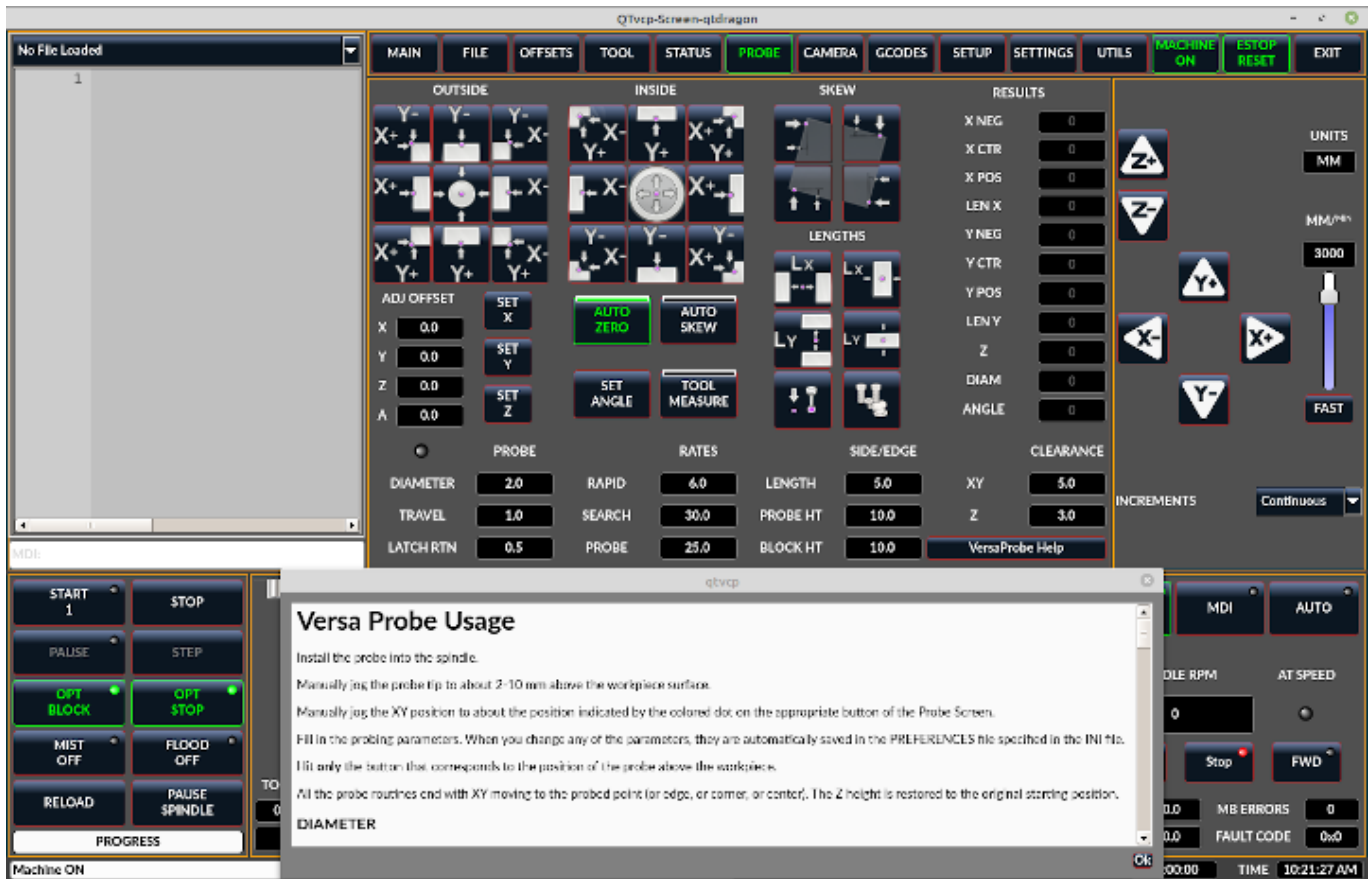 QTvcp-Screen-qtdragon
No File Loaded
1
MDI:
MAIN FILE OFFSETS TOOL STATUS PROBE CAMERA GCODES SETUP SETTINGS UTILS MACHINE ON ESTOP RESET EXIT
OUTSIDE INSIDE SKEW RESULTS
Y- Y- Y-
X+ X- X- X+
Y+ Y+ Y+
X+ X- X- X+
Y- Y- Y-
X+ X- X- X+
Y+ Y+ Y+
LENGTHS
Lx Lx
LY LY
X NEG 0
X CTR 0
X POS 0
LEN X 0
Y NEG 0
Y CTR 0
Y POS 0
LEN Y 0
Z 0
DIAM 0
ANGLE 0
ADJ OFFSET
X 0.0
Y 0.0
Z 0.0
A 0.0
SET X
SET Y
SET Z
AUTO ZERO
AUTO SKEW
SET ANGLE
TOOL MEASURE
PROBE RATES SIDE/EDGE CLEARANCE
DIAMETER 2.0 RAPID 6.0 LENGTH 5.0 XY 5.0
TRAVEL 1.0 SEARCH 30.0 PROBE HT 10.0 Z 3.0
LATCH RTN 0.5 PROBE 25.0 BLOCK HT 10.0 VersaProbe Help
Z+
Z-
Y+
X- X+
Y-
UNITS
MM
MM/MIN
3000
FAST
INCREMENTS Continuous
START 1
STOP
PAUSE
STEP
OPT BLOCK
OPT STOP
MIST OFF
FLOOD OFF
RELOAD
PAUSE SPINDLE
PROGRESS
Machine ON
TO
0
qtvcp
Versa Probe Usage
Install the probe into the spindle.
Manually jog the probe tip to about 2-10 mm above the workpiece surface.
Manually jog the XY position to about the position indicated by the colored dot on the appropriate button of the Probe Screen.
Fill in the probing parameters. When you change any of the parameters, they are automatically saved in the PREFERENCES file specified in the INI file.
Hit only the button that corresponds to the position of the probe above the workpiece.
All the probe routines end with XY moving to the probed point (or edge, or corner, or center). The Z height is restored to the original starting position.
DIAMETER
Ok
MDI AUTO
DLE RPM AT SPEED
0
Stop FWD
0.0 MB ERRORS 0
0.0 FAULT CODE 0x0
:00:00 TIME 10:21:27 AM